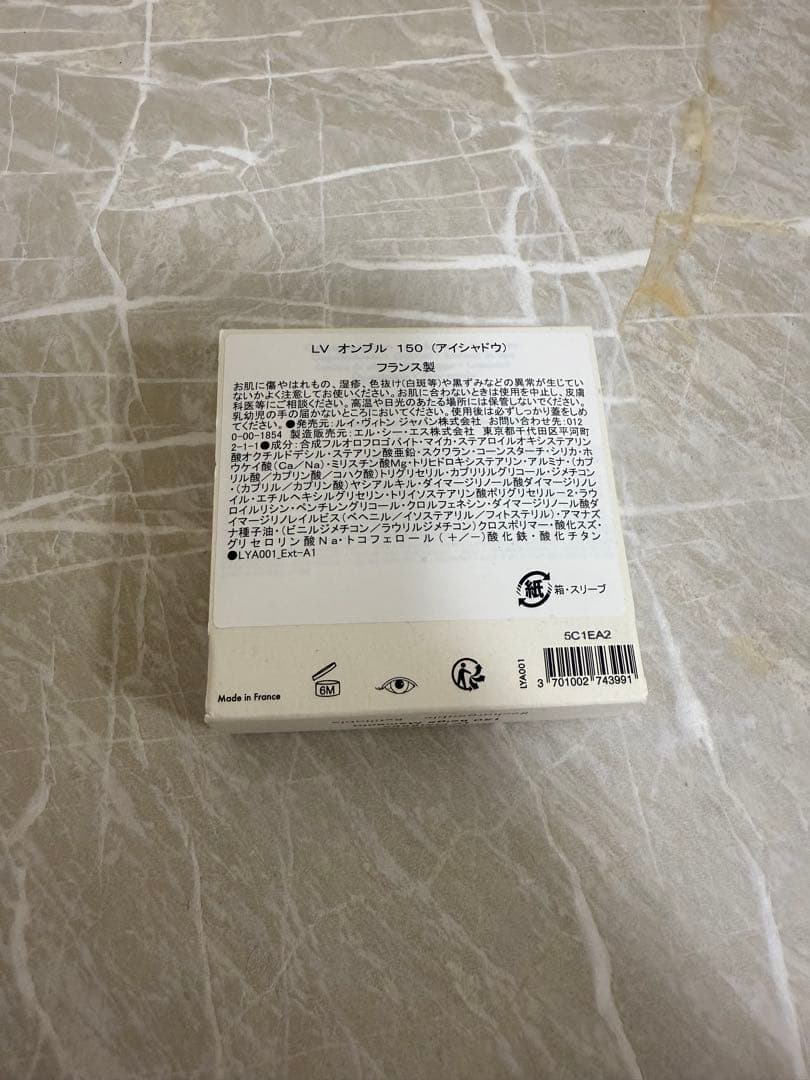 LV オンブル 150 (アイシャドウ)
フランス製
お肌に傷やはれもの、湿疹、色抜け(白斑等)や黒ずみなどの異常が生じてい
ないかよく注意してお使いください。お肌に合わないときは使用を中止し、皮膚
科医等にご相談ください。高温や日光のあたる場所には保管しないでください。
乳幼児の手の届かないところにおいてください。使用後は必ずしっかり蓋をしめ
てください。●発売元:ルイ・ヴィトン ジャパン株式会社 お問い合わせ先:012
0-00-1854 製造販売元:エル・シー・エス株式会社 東京都千代田区平河町
2-1-1●成分:合成フルオロフロゴパイト・マイカ・ステアロイルオキシステアリン
酸オクチルドデシル・ステアリン酸亜鉛・スクワラン・コーンスターチ・シリカ・ホ
ウケイ酸(Ca/Na)・ミリスチン酸Mg・トリヒドロキシステアリン・アルミナ・(カプ
リル酸/カプリン酸/コハク酸)トリグリセリル・カプリリルグリコール・ジメチコン
・(カプリル/カプリン酸)ヤシアルキル・ダイマージリノール酸ダイマージリノレ
イル・エチルヘキシルグリセリン・トリイソステアリン酸ポリグリセリル-2・ラウ
ロイルリシン・ペンチレングリコール・クロルフェネシン・ダイマージリノール酸ダ
イマージリノレイルビス(ベヘニル/イソステアリル/フィトステリル)・アマナズ
ナ種子油・(ビニルジメチコン/ラウリルジメチコン)クロスポリマー・酸化スズ・
グリセロリン酸Na・トコフェロール(+/-)酸化鉄・酸化チタン
●LYA001_Ext-A1
紙 箱・スリーブ
5C1EA2
LYA001
3 701002 743991
6M
Made in France